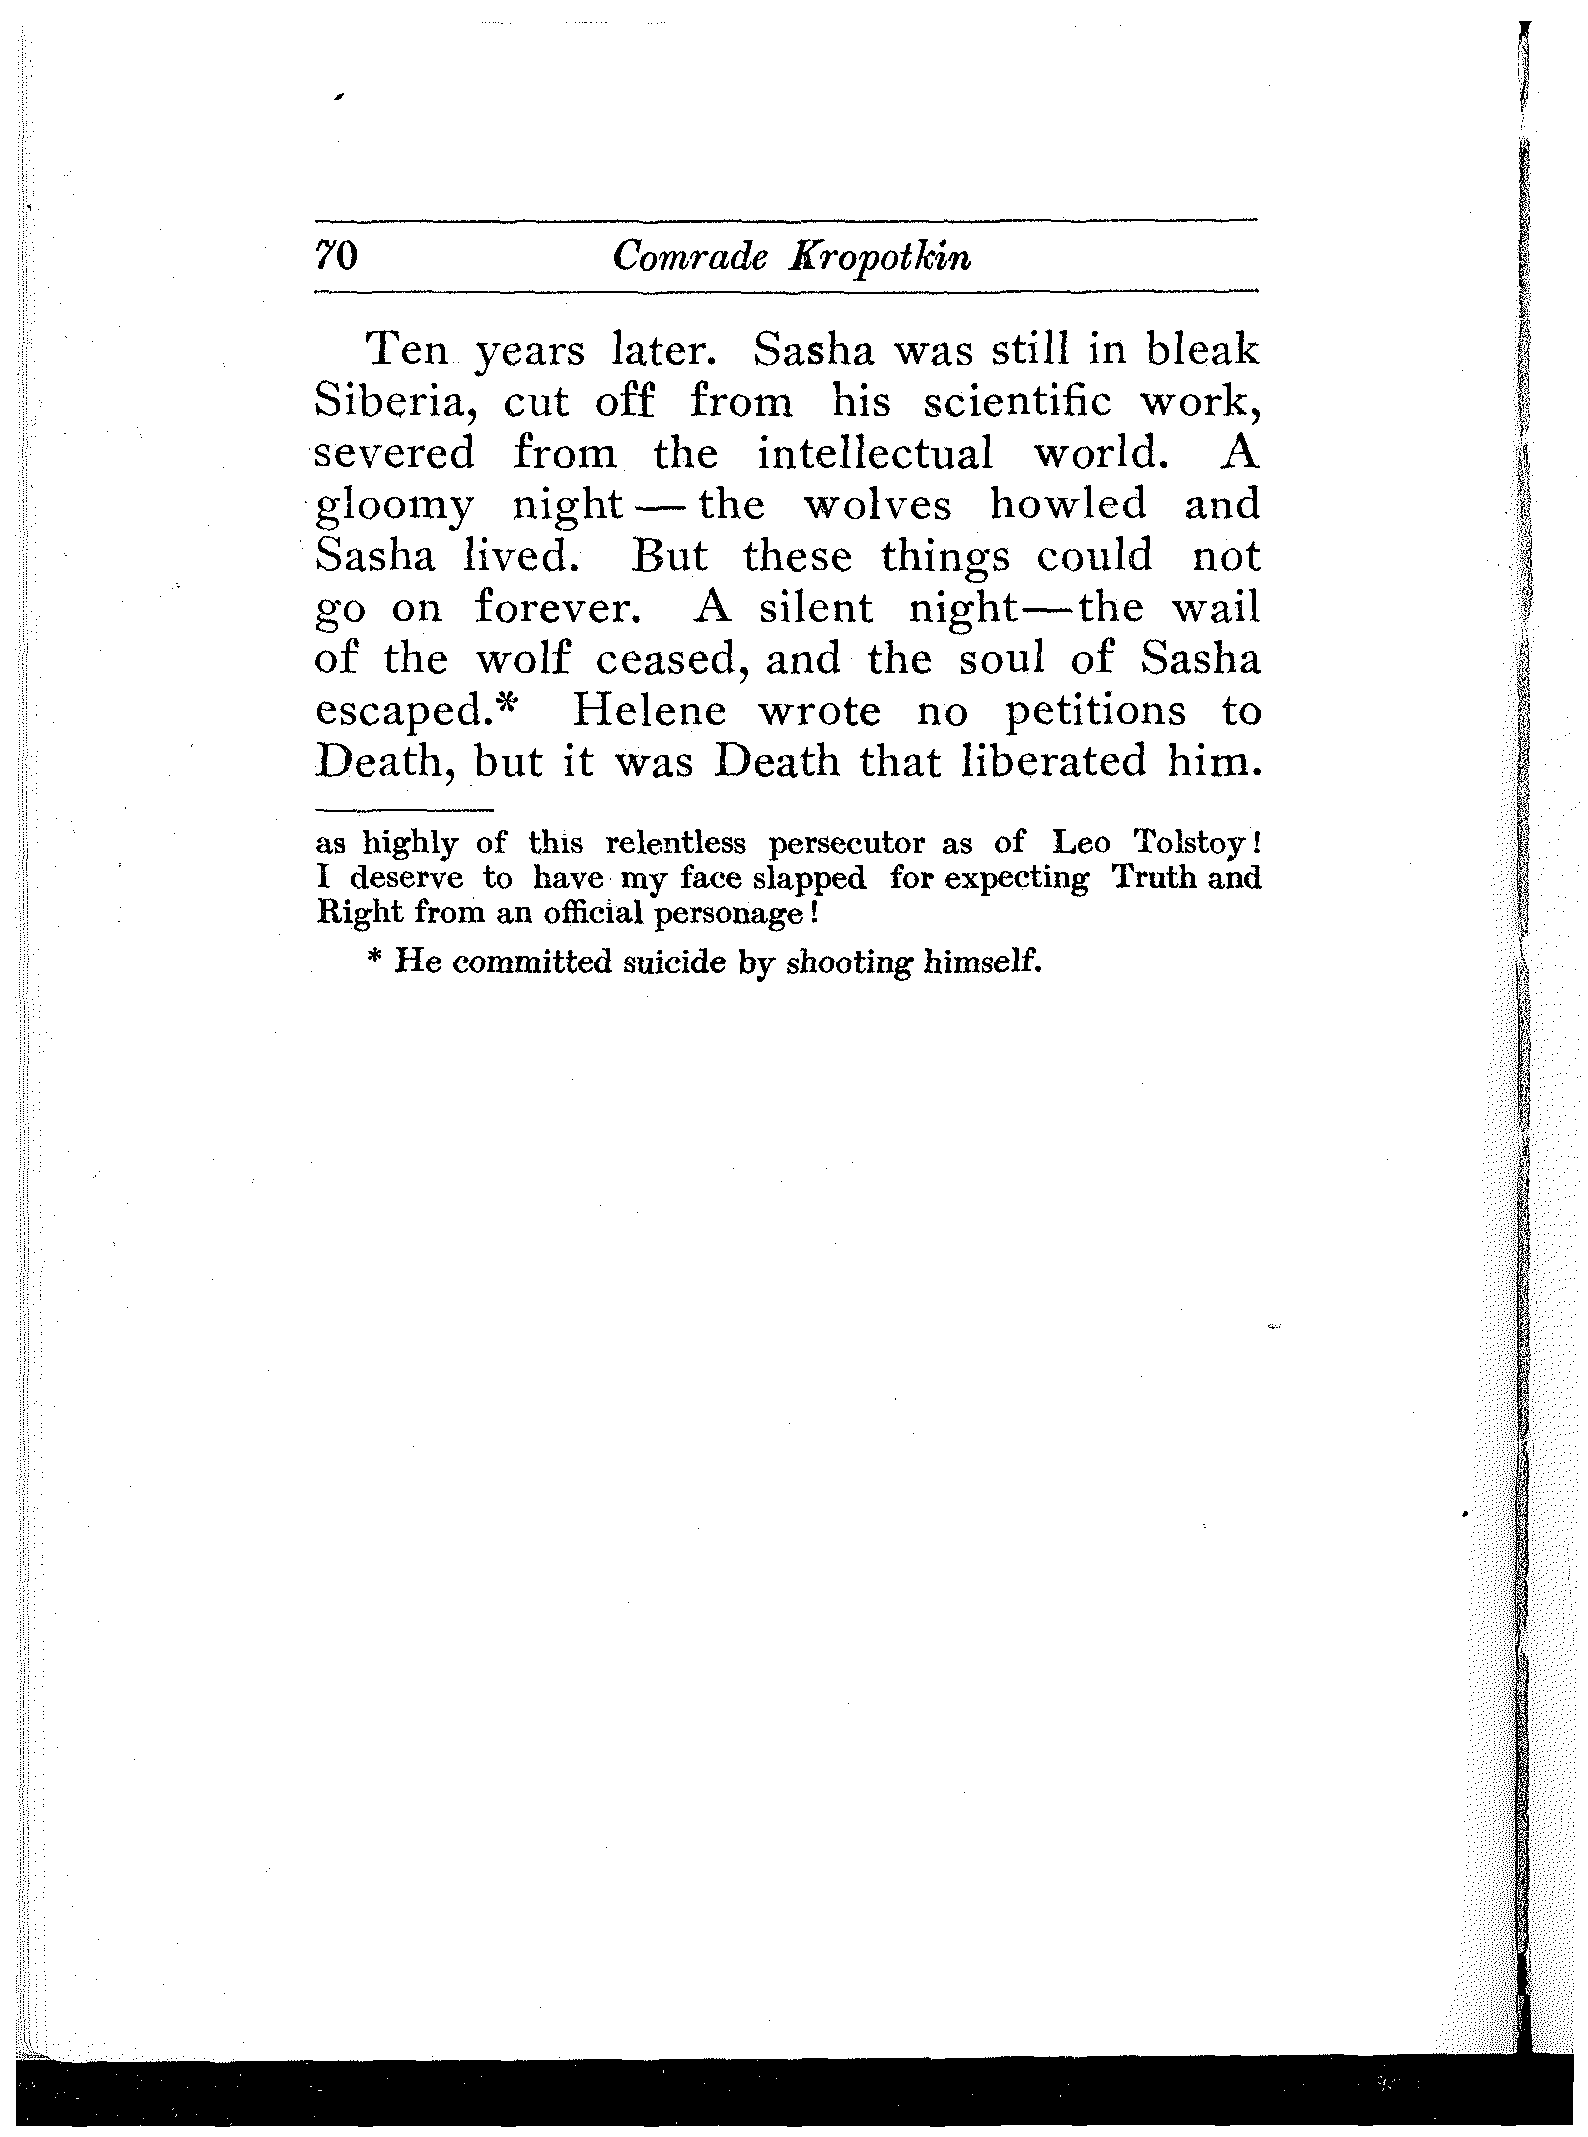 70 Comrade Kropotkin
Ten years later. Sasha was still in bleak
Siberia, cut off from his scientific work,
severed from the intellectual world. A
gloomy night — the wolves howled and
Sasha lived. But these things could not
go on forever. A silent night—the wail
of the wolf ceased, and the soul of Sasha
escaped.* Helene wrote no petitions to
Death, but it was Death that liberated him.
as highly of this relentless persecutor as of Leo Tolstoy!
I deserve to have my face slapped for expecting Truth and
Right from an official personage!
* He committed suicide by shooting himself.